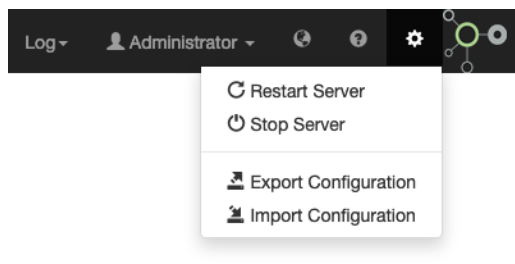 Log
Administrator
Restart Server
Stop Server
Export Configuration
Import Configuration